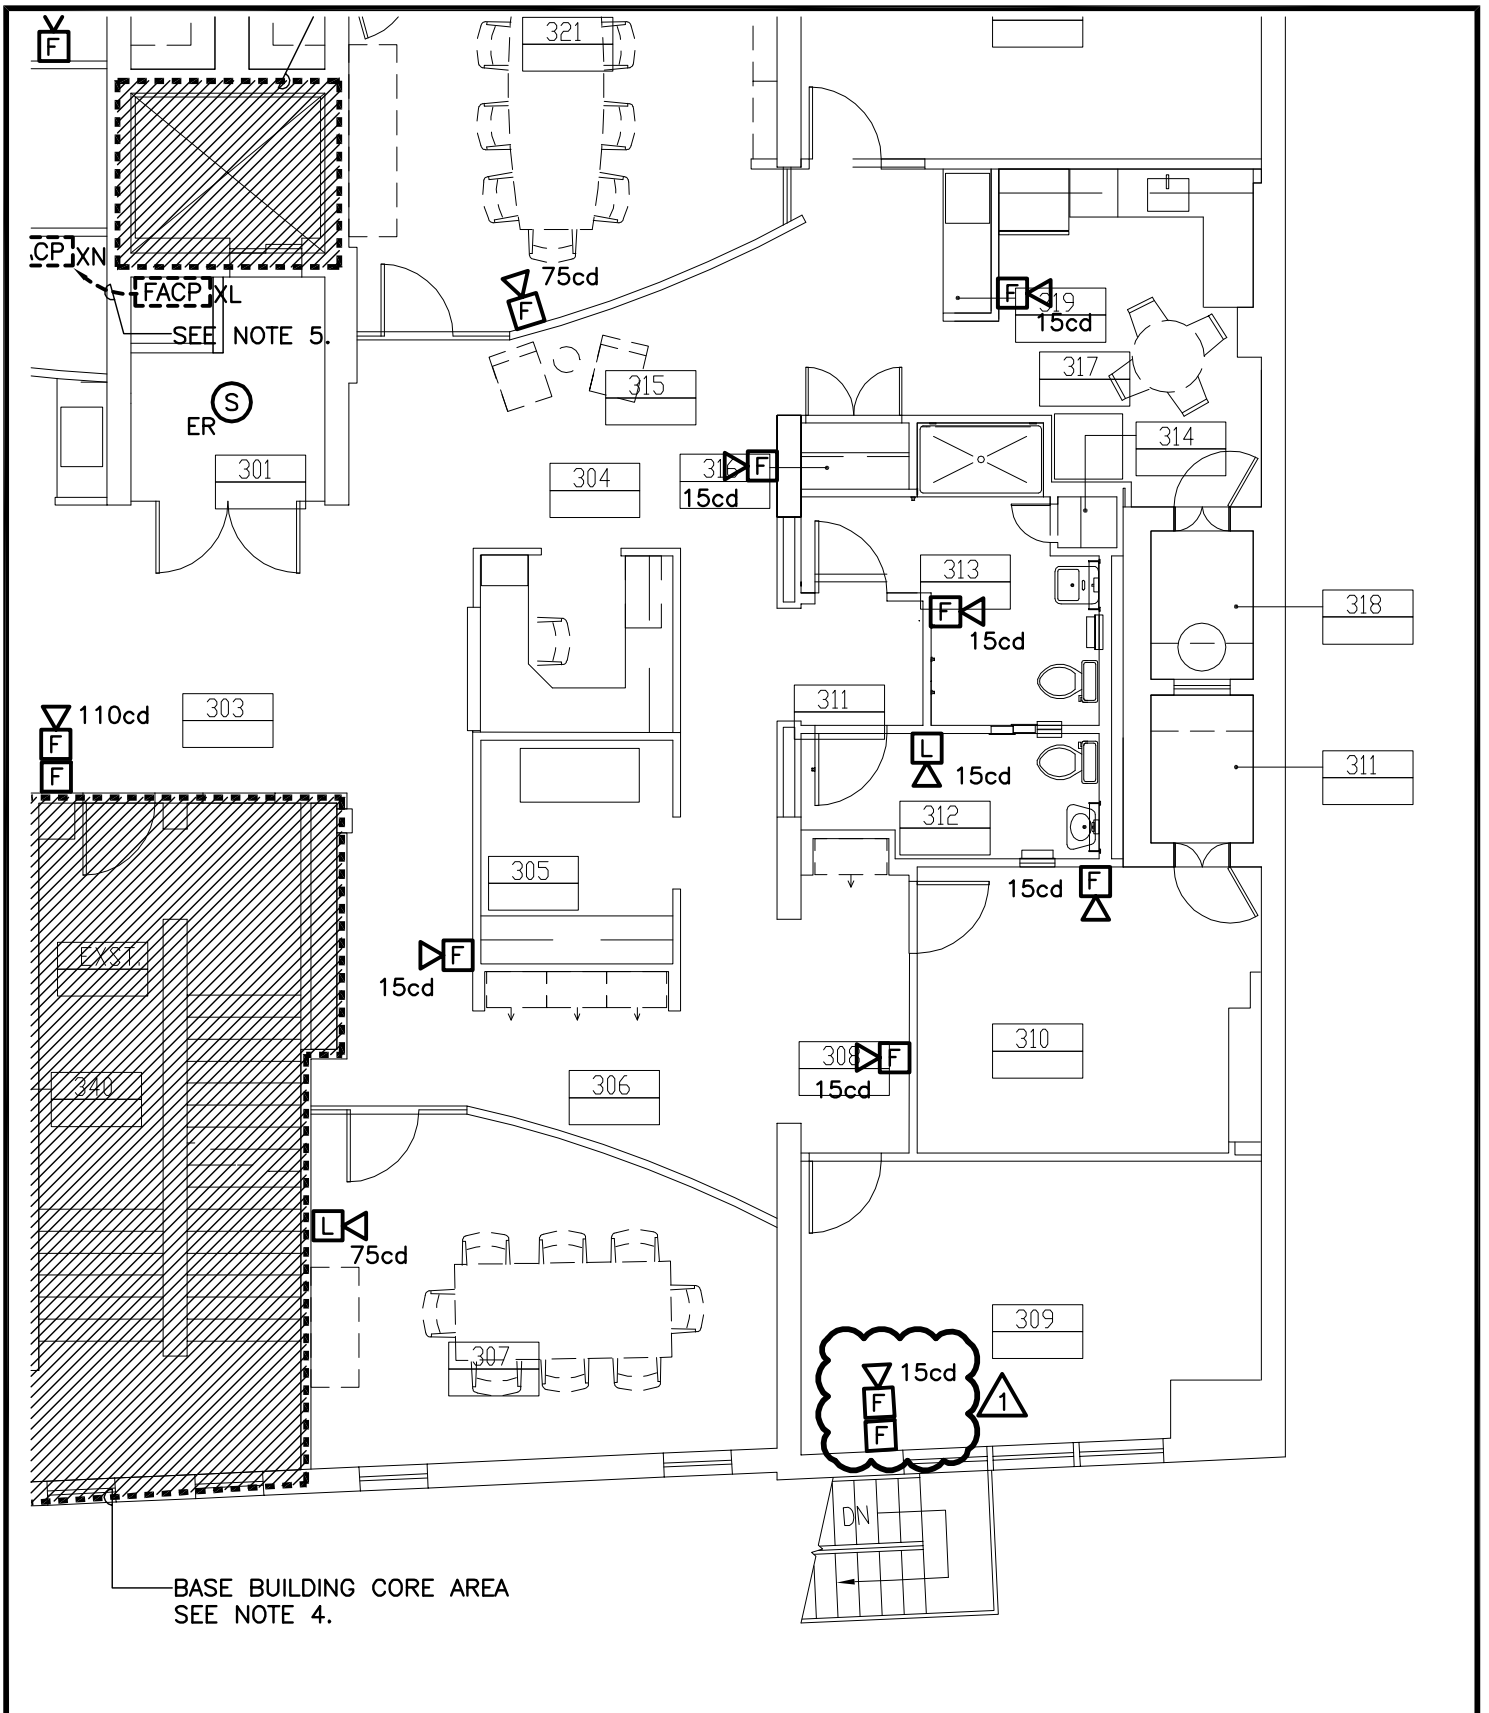 F
321
CP XN
FACP XL
SEE NOTE 5.
75cd
F
F
319
15cd
317
315
S
ER
301
304
316 F
15cd
314
313
F
15cd
318
110cd
F
F
303
311
L
15cd
311
312
305
15cd
F
F
15cd
EXST.
308 F
15cd
310
340
306
L
75cd
309
307
15cd
F
F
1
DN
BASE BUILDING CORE AREA
SEE NOTE 4.